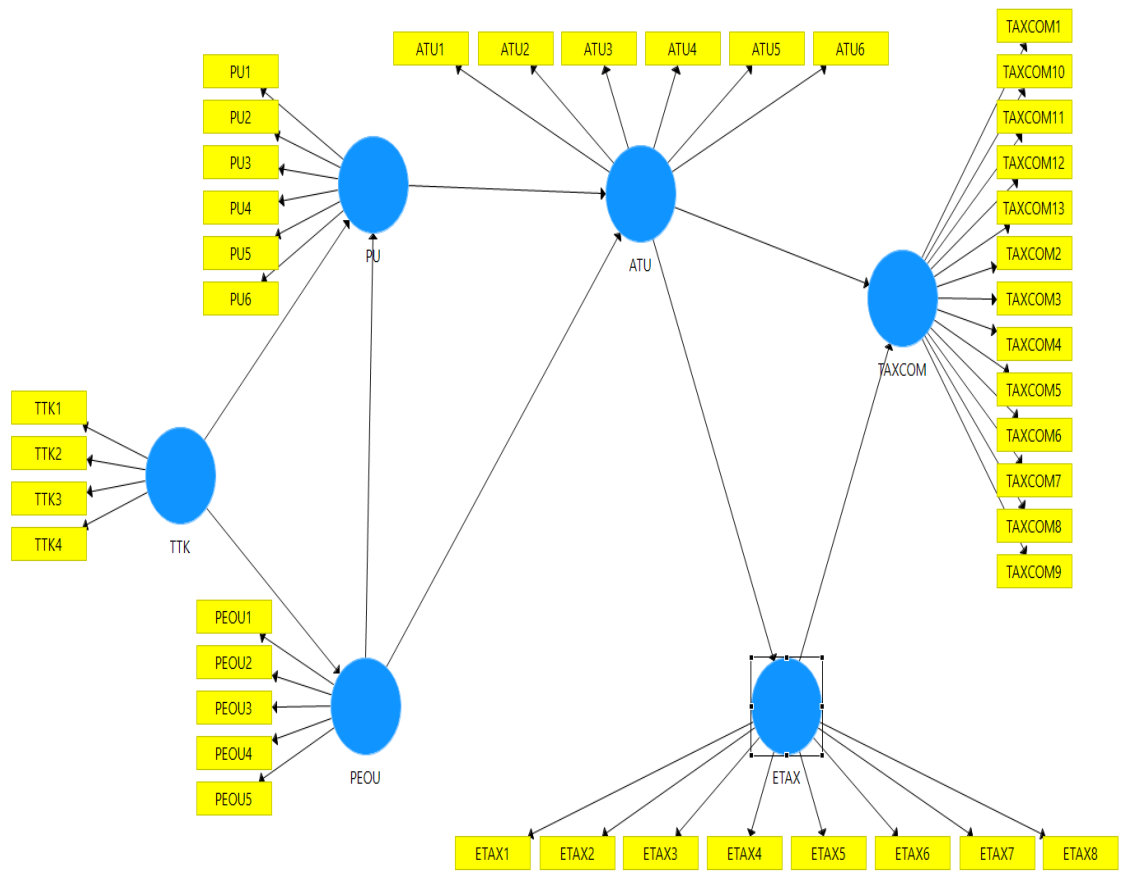 TAXCOM1
ATU1 ATU2 ATU3 ATU4 ATU5 ATU6
PU1
TAXCOM10
PU2
TAXCOM11
PU3
TAXCOM12
PU4
TAXCOM13
PU5
TAXCOM2
PU
ATU
PU6
TAXCOM3
TAXCOM4
TAXCOM
TAXCOM5
TTK1
TAXCOM6
TTK2
TAXCOM7
TTK3
TAXCOM8
TTK4
TTK
TAXCOM9
PEOU1
PEOU2
PEOU3
PEOU4
PEOU
ETAX
PEOU5
ETAX1 ETAX2 ETAX3 ETAX4 ETAX5 ETAX6 ETAX7 ETAX8